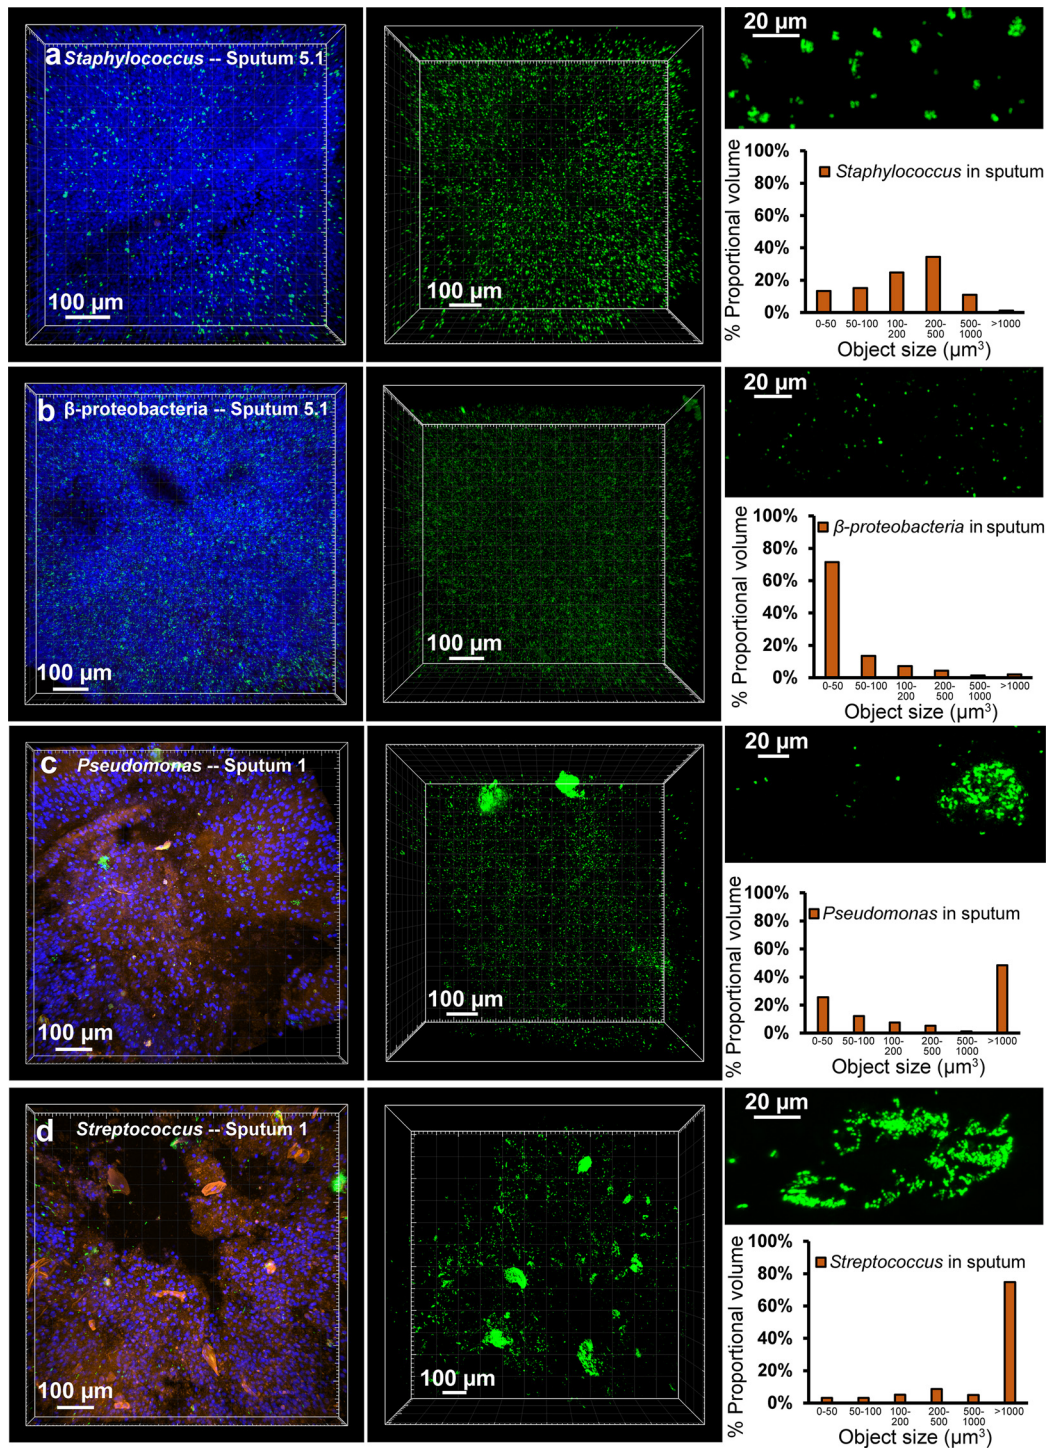 a Staphylococcus -- Sputum 5.1
100 µm
100 µm
20 µm
% Proportional volume
100%
80%
60%
40%
20%
0%
Staphylococcus in sputum
0-50 50-100 100-200 200-500 500-1000 >1000
Object size (µm³)
b β-proteobacteria -- Sputum 5.1
100 µm
100 µm
20 µm
% Proportional volume
100%
80%
60%
40%
20%
0%
β-proteobacteria in sputum
0-50 50-100 100-200 200-500 500-1000 >1000
Object size (µm³)
c Pseudomonas -- Sputum 1
100 µm
100 µm
20 µm
% Proportional volume
100%
80%
60%
40%
20%
0%
Pseudomonas in sputum
0-50 50-100 100-200 200-500 500-1000 >1000
Object size (µm³)
d Streptococcus -- Sputum 1
100 µm
100 µm
20 µm
% Proportional volume
100%
80%
60%
40%
20%
0%
Streptococcus in sputum
0-50 50-100 100-200 200-500 500-1000 >1000
Object size (µm³)